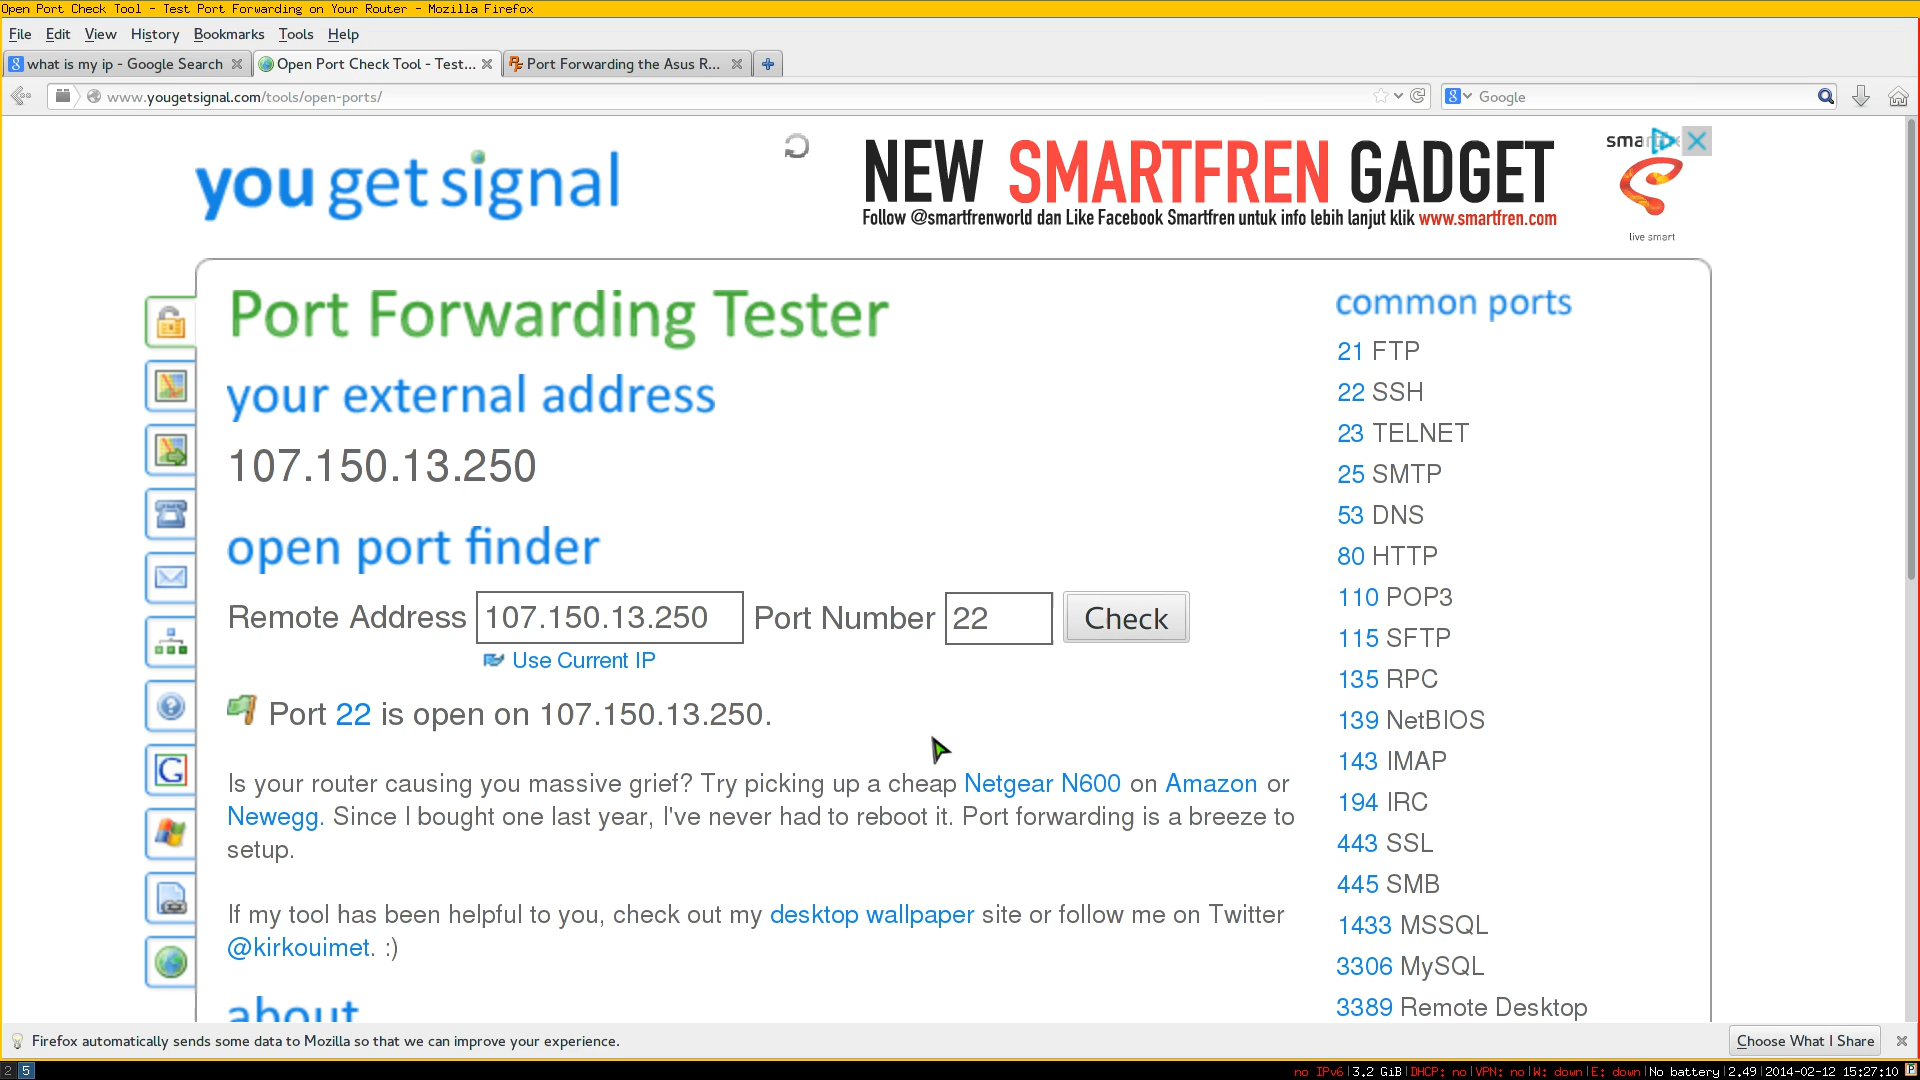 Open Port Check Tool - Test Port Forwarding on Your Router - Mozilla Firefox
File Edit View History Bookmarks Tools Help
what is my ip - Google Search
Open Port Check Tool - Test...
Port Forwarding the Asus R...
www.yougetsignal.com/tools/open-ports/
Google
you get signal
NEW SMARTFREN GADGET
Follow @smartfrenworld dan Like Facebook Smartfren untuk info lebih lanjut klik www.smartfren.com
live smart
Port Forwarding Tester
your external address
107.150.13.250
open port finder
Remote Address 107.150.13.250 Port Number 22 Check
Use Current IP
Port 22 is open on 107.150.13.250.
Is your router causing you massive grief? Try picking up a cheap Netgear N600 on Amazon or
Newegg. Since I bought one last year, I've never had to reboot it. Port forwarding is a breeze to
setup.
If my tool has been helpful to you, check out my desktop wallpaper site or follow me on Twitter
@kirkouimet. :)
about
common ports
21 FTP
22 SSH
23 TELNET
25 SMTP
53 DNS
80 HTTP
110 POP3
115 SFTP
135 RPC
139 NetBIOS
143 IMAP
194 IRC
443 SSL
445 SMB
1433 MSSQL
3306 MySQL
3389 Remote Desktop
Firefox automatically sends some data to Mozilla so that we can improve your experience.
Choose What I Share
2 5
no IPv6|3.2 GiB|DHCP: no|VPN: no|W: down|E: down|No battery|2.49|2014-02-12 15:27:10